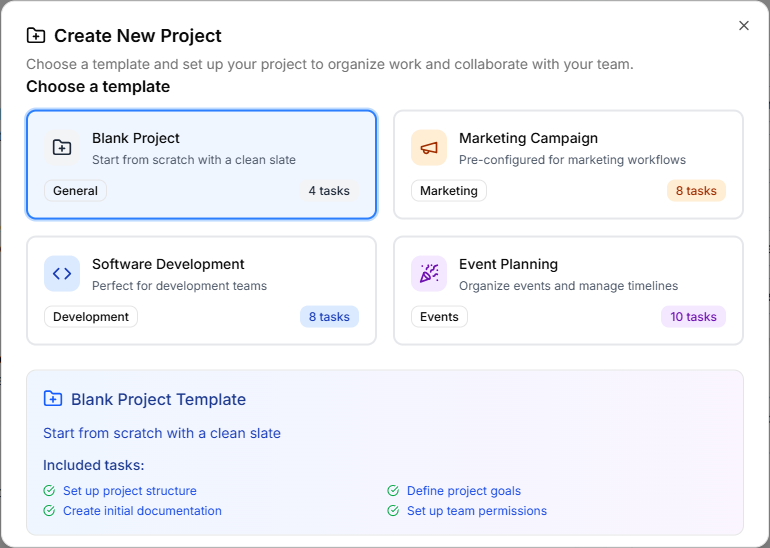 Create New Project
Choose a template and set up your project to organize work and collaborate with your team.
Choose a template
Blank Project
Start from scratch with a clean slate
General
4 tasks
Marketing Campaign
Pre-configured for marketing workflows
Marketing
8 tasks
Software Development
Perfect for development teams
Development
8 tasks
Event Planning
Organize events and manage timelines
Events
10 tasks
Blank Project Template
Start from scratch with a clean slate
Included tasks:
Set up project structure
Define project goals
Create initial documentation
Set up team permissions